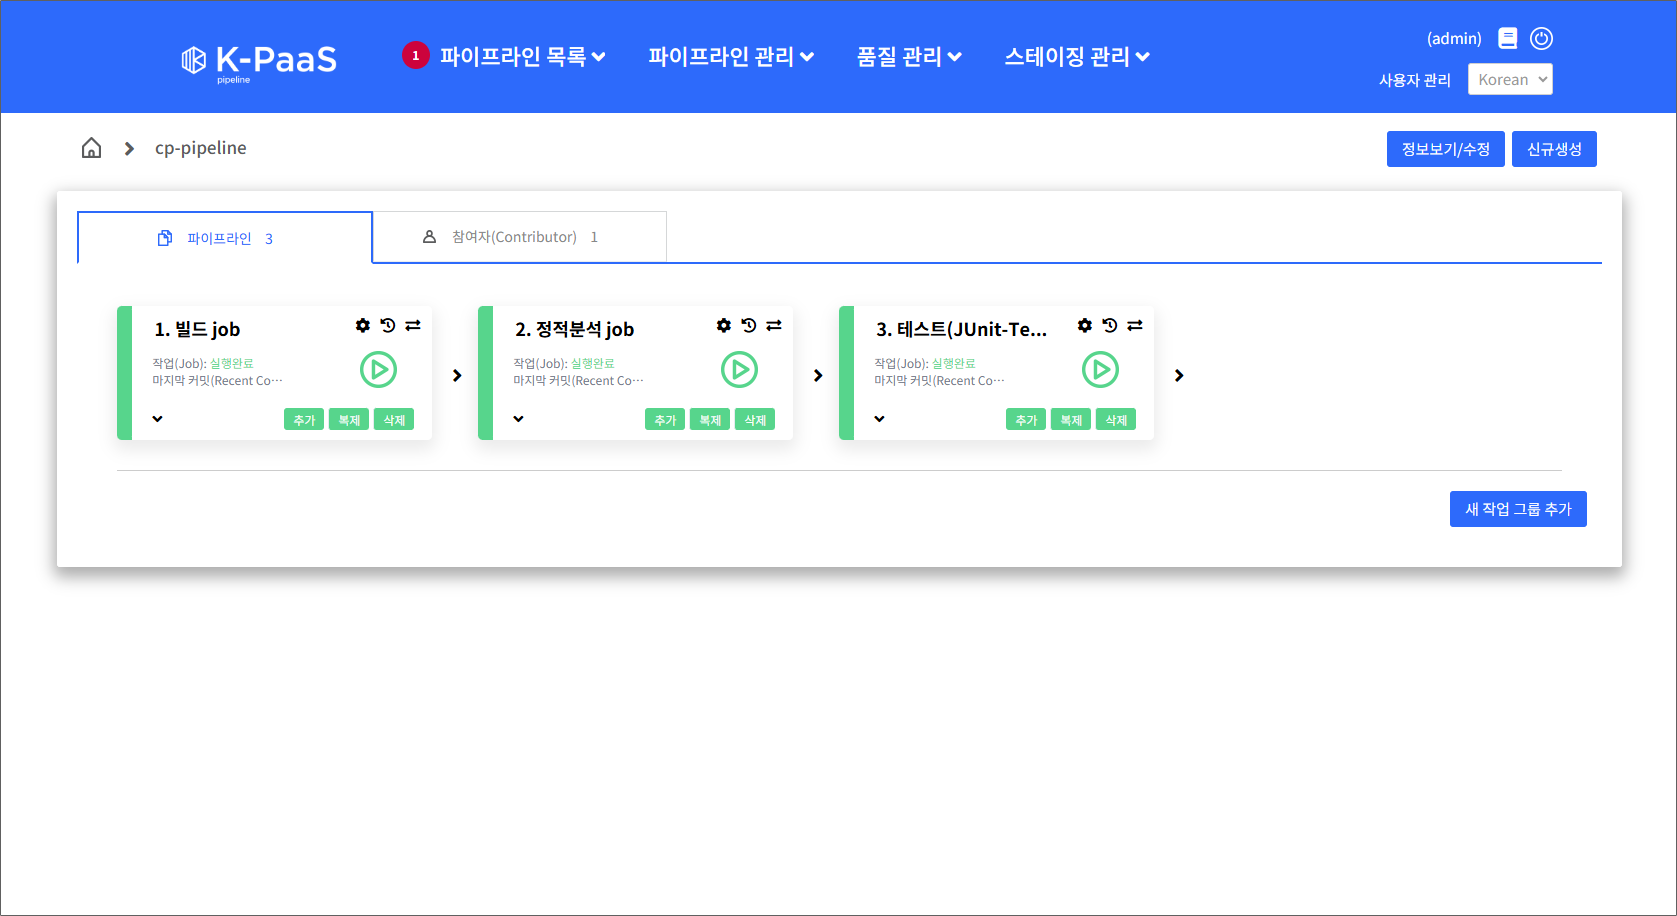 K-PaaS
pipeline
1 파이프라인 목록
파이프라인 관리
품질 관리
스테이징 관리
(admin)
사용자 관리
Korean
cp-pipeline
정보보기/수정
신규생성
파이프라인 3
참여자(Contributor) 1
1. 빌드 job
작업(Job): 실행완료
마지막 커밋(Recent Co…
추가 복제 삭제
2. 정적분석 job
작업(Job): 실행완료
마지막 커밋(Recent Co…
추가 복제 삭제
3. 테스트(JUnit-Te...
작업(Job): 실행완료
마지막 커밋(Recent Co…
추가 복제 삭제
새 작업 그룹 추가